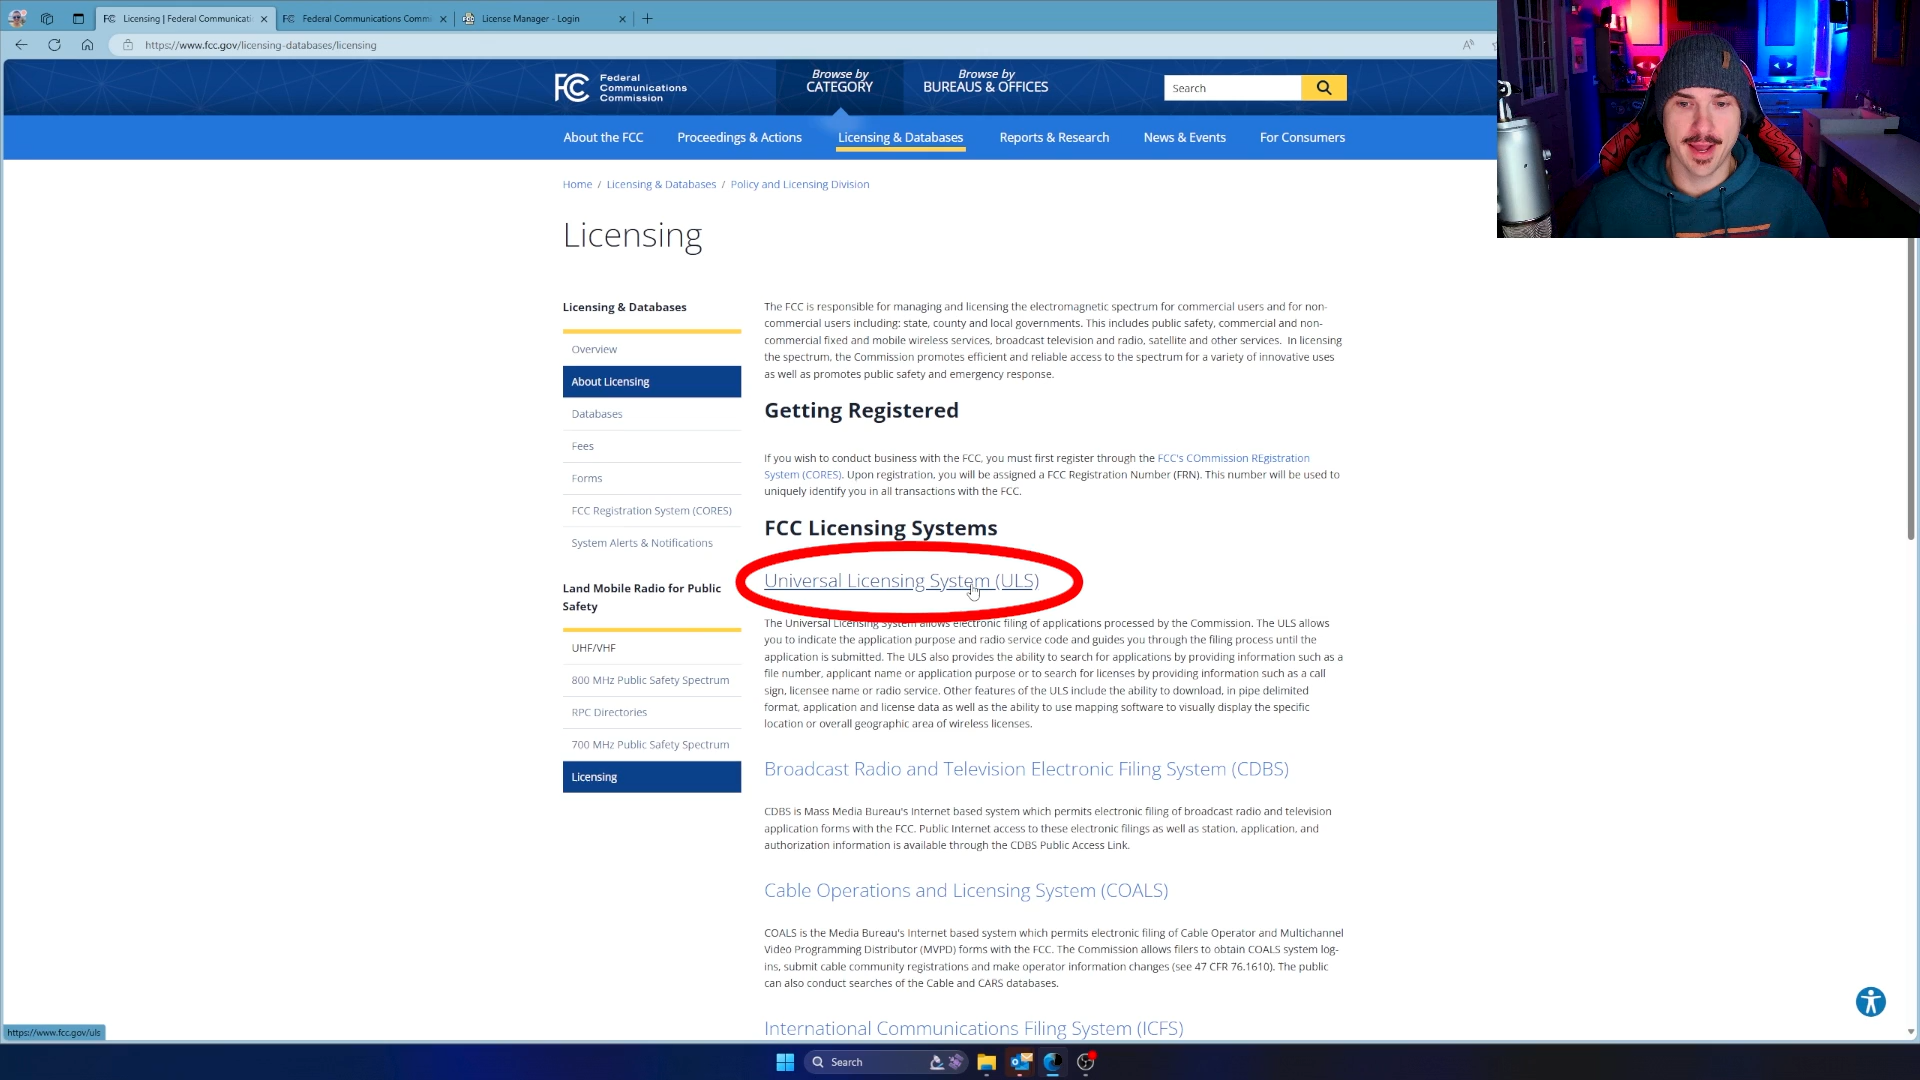 Licensing | Federal Communicati
Federal Communications Comm
License Manager - Login
https://www.fcc.gov/licensing-databases/licensing
FCC
Federal
Communications
Commission
Browse by
CATEGORY
Browse by
BUREAUS & OFFICES
Search
About the FCC
Proceedings & Actions
Licensing & Databases
Reports & Research
News & Events
For Consumers
Home / Licensing & Databases / Policy and Licensing Division
Licensing
Licensing & Databases
Overview
About Licensing
Databases
Fees
Forms
FCC Registration System (CORES)
System Alerts & Notifications
Land Mobile Radio for Public
Safety
UHF/VHF
800 MHz Public Safety Spectrum
RPC Directories
700 MHz Public Safety Spectrum
Licensing
The FCC is responsible for managing and licensing the electromagnetic spectrum for commercial users and for non-
commercial users including: state, county and local governments. This includes public safety, commercial and non-
commercial fixed and mobile wireless services, broadcast television and radio, satellite and other services. In licensing
the spectrum, the Commission promotes efficient and reliable access to the spectrum for a variety of innovative uses
as well as promotes public safety and emergency response.
Getting Registered
If you wish to conduct business with the FCC, you must first register through the FCC's COmmission REgistration
System (CORES). Upon registration, you will be assigned a FCC Registration Number (FRN). This number will be used to
uniquely identify you in all transactions with the FCC.
FCC Licensing Systems
Universal Licensing System (ULS)
The Universal Licensing System allows electronic filing of applications processed by the Commission. The ULS allows
you to indicate the application purpose and radio service code and guides you through the filing process until the
application is submitted. The ULS also provides the ability to search for applications by providing information such as a
file number, applicant name or application purpose or to search for licenses by providing information such as a call
sign, licensee name or radio service. Other features of the ULS include the ability to download, in pipe delimited
format, application and license data as well as the ability to use mapping software to visually display the specific
location or overall geographic area of wireless licenses.
Broadcast Radio and Television Electronic Filing System (CDBS)
CDBS is Mass Media Bureau's Internet based system which permits electronic filing of broadcast radio and television
application forms with the FCC. Public Internet access to these electronic filings as well as station, application, and
authorization information is available through the CDBS Public Access Link.
Cable Operations and Licensing System (COALS)
COALS is the Media Bureau's Internet based system which permits electronic filing of Cable Operator and Multichannel
Video Programming Distributor (MVPD) forms with the FCC. The Commission allows filers to obtain COALS system log-
ins, submit cable community registrations and make operator information changes (see 47 CFR 76.1610). The public
can also conduct searches of the Cable and CARS databases.
International Communications Filing System (ICFS)
https://www.fcc.gov/uls
Search